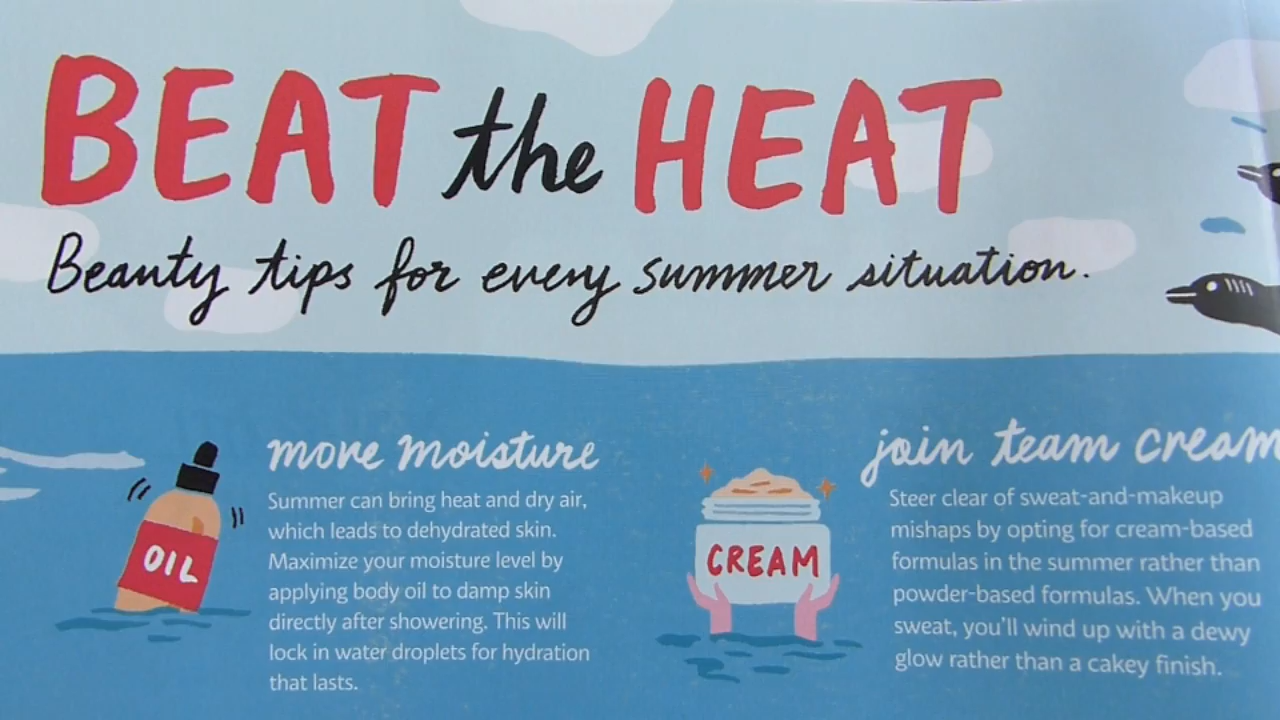 BEAT the HEAT
Beauty tips for every summer situation.
more moisture
Summer can bring heat and dry air,
which leads to dehydrated skin.
Maximize your moisture level by
applying body oil to damp skin
directly after showering. This will
lock in water droplets for hydration
that lasts.
OIL
join team cream
Steer clear of sweat-and-makeup
mishaps by opting for cream-based
formulas in the summer rather than
powder-based formulas. When you
sweat, you'll wind up with a dewy
glow rather than a cakey finish.
CREAM